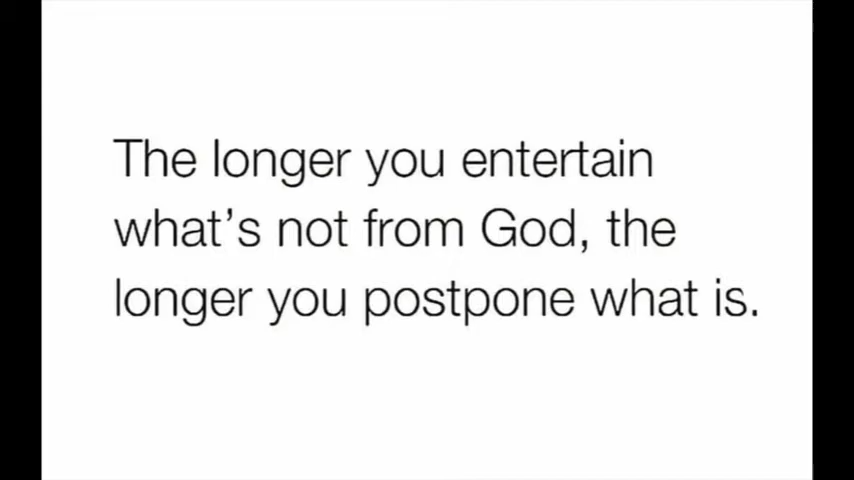 The longer you entertain
what’s not from God, the
longer you postpone what is.